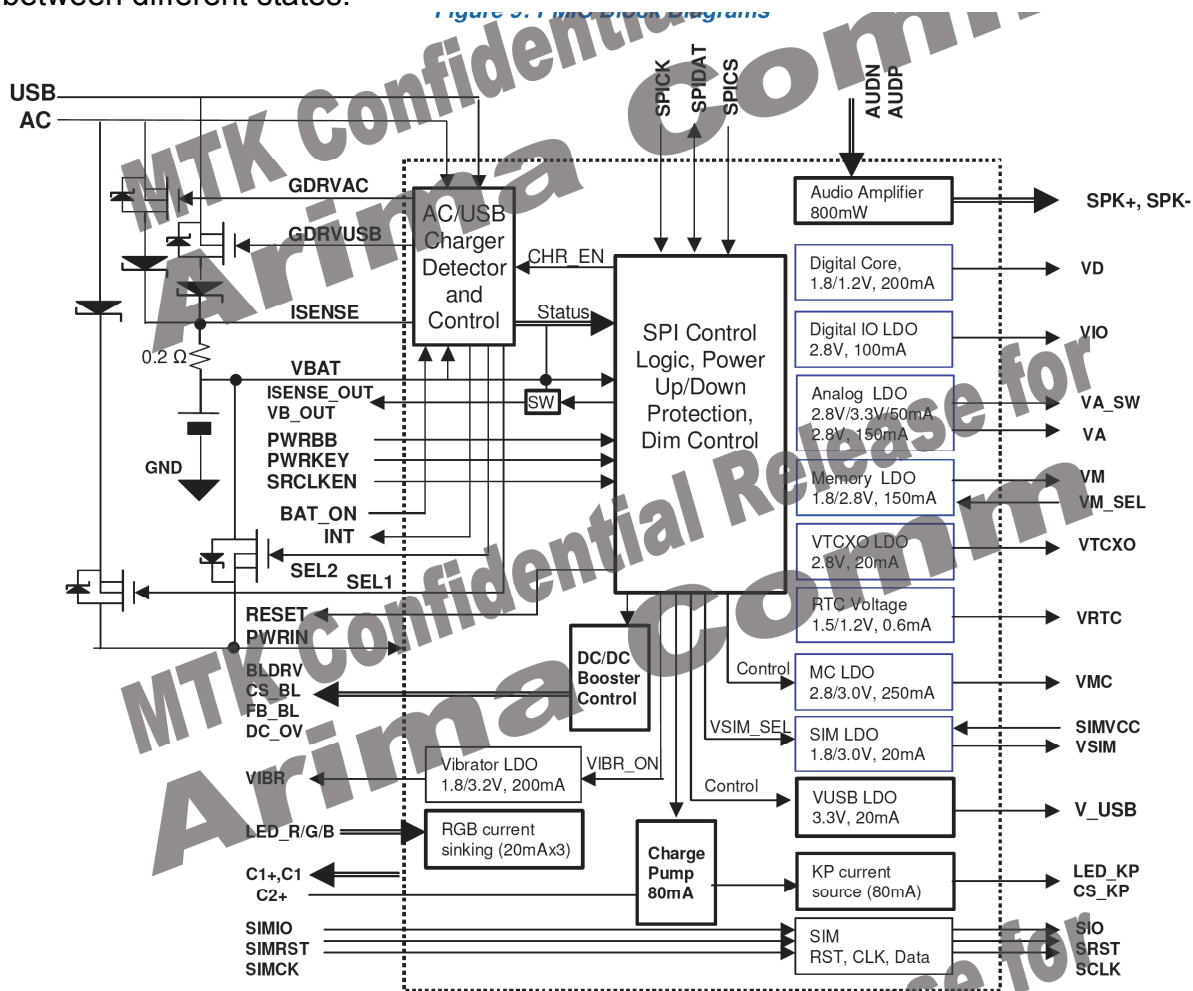 between different states.
Figure 9: PMIC Block Diagrams
MTK Confidential Release for
Arima Comm
SPICK
SPIDAT
SPICS
AUDN
AUDP
USB
AC
GDRVAC
GDRVUSB
AC/USB
Charger
Detector
and
Control
CHR_EN
Status
ISENSE
0.2 Ω
VBAT
ISENSE_OUT
VB_OUT
SW
PWRBB
PWRKEY
SRCLKEN
GND
BAT_ON
INT
SEL2
SEL1
RESET
PWRIN
BLDRV
CS_BL
FB_BL
DC_OV
SPI Control
Logic, Power
Up/Down
Protection,
Dim Control
DC/DC
Booster
Control
Audio Amplifier
800mW
SPK+, SPK-
Digital Core,
1.8/1.2V, 200mA
VD
Digital IO LDO
2.8V, 100mA
VIO
Analog LDO
2.8V/3.3V/50mA
2.8V, 150mA
VA_SW
VA
Memory LDO
1.8/2.8V, 150mA
VM
VM_SEL
VTCXO LDO
2.8V, 20mA
VTCXO
RTC Voltage
1.5/1.2V, 0.6mA
VRTC
Control
MC LDO
2.8/3.0V, 250mA
VMC
VSIM_SEL
SIM LDO
1.8/3.0V, 20mA
SIMVCC
VSIM
VIBR
Vibrator LDO
1.8/3.2V, 200mA
VIBR_ON
Control
VUSB LDO
3.3V, 20mA
V_USB
LED_R/G/B
RGB current
sinking (20mAx3)
C1+,C1
C2+
Charge
Pump
80mA
KP current
source (80mA)
LED_KP
CS_KP
SIMIO
SIMRST
SIMCK
SIM
RST, CLK, Data
SIO
SRST
SCLK
MTK Confidential Release for
Arima Comm
se for